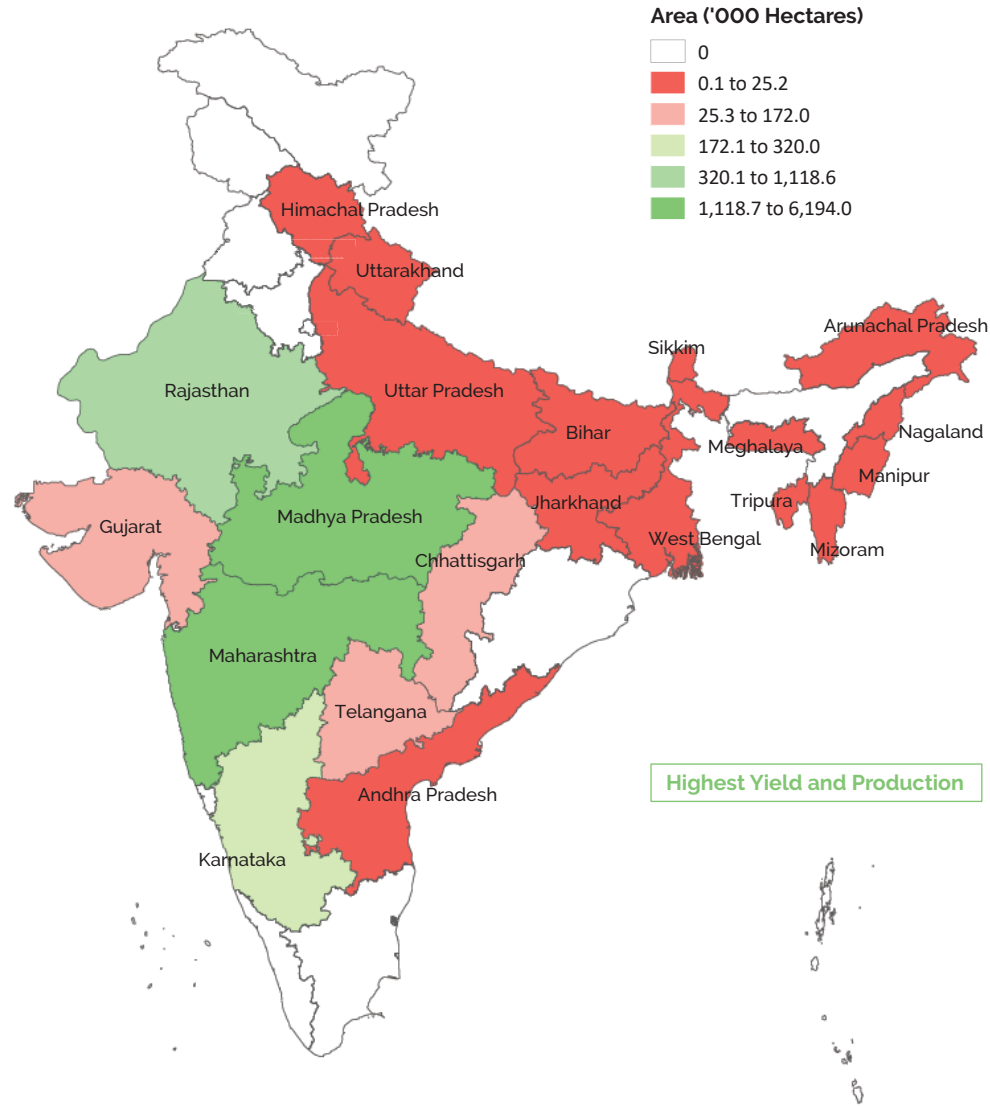 Area ('000 Hectares)
0
0.1 to 25.2
25.3 to 172.0
172.1 to 320.0
320.1 to 1,118.6
1,118.7 to 6,194.0
Himachal Pradesh
Uttarakhand
Arunachal Pradesh
Sikkim
Rajasthan
Uttar Pradesh
Bihar
Nagaland
Meghalaya
Manipur
Jharkhand
Tripura
Madhya Pradesh
Gujarat
West Bengal
Mizoram
Chhattisgarh
Maharashtra
Telangana
Highest Yield and Production
Andhra Pradesh
Karnataka